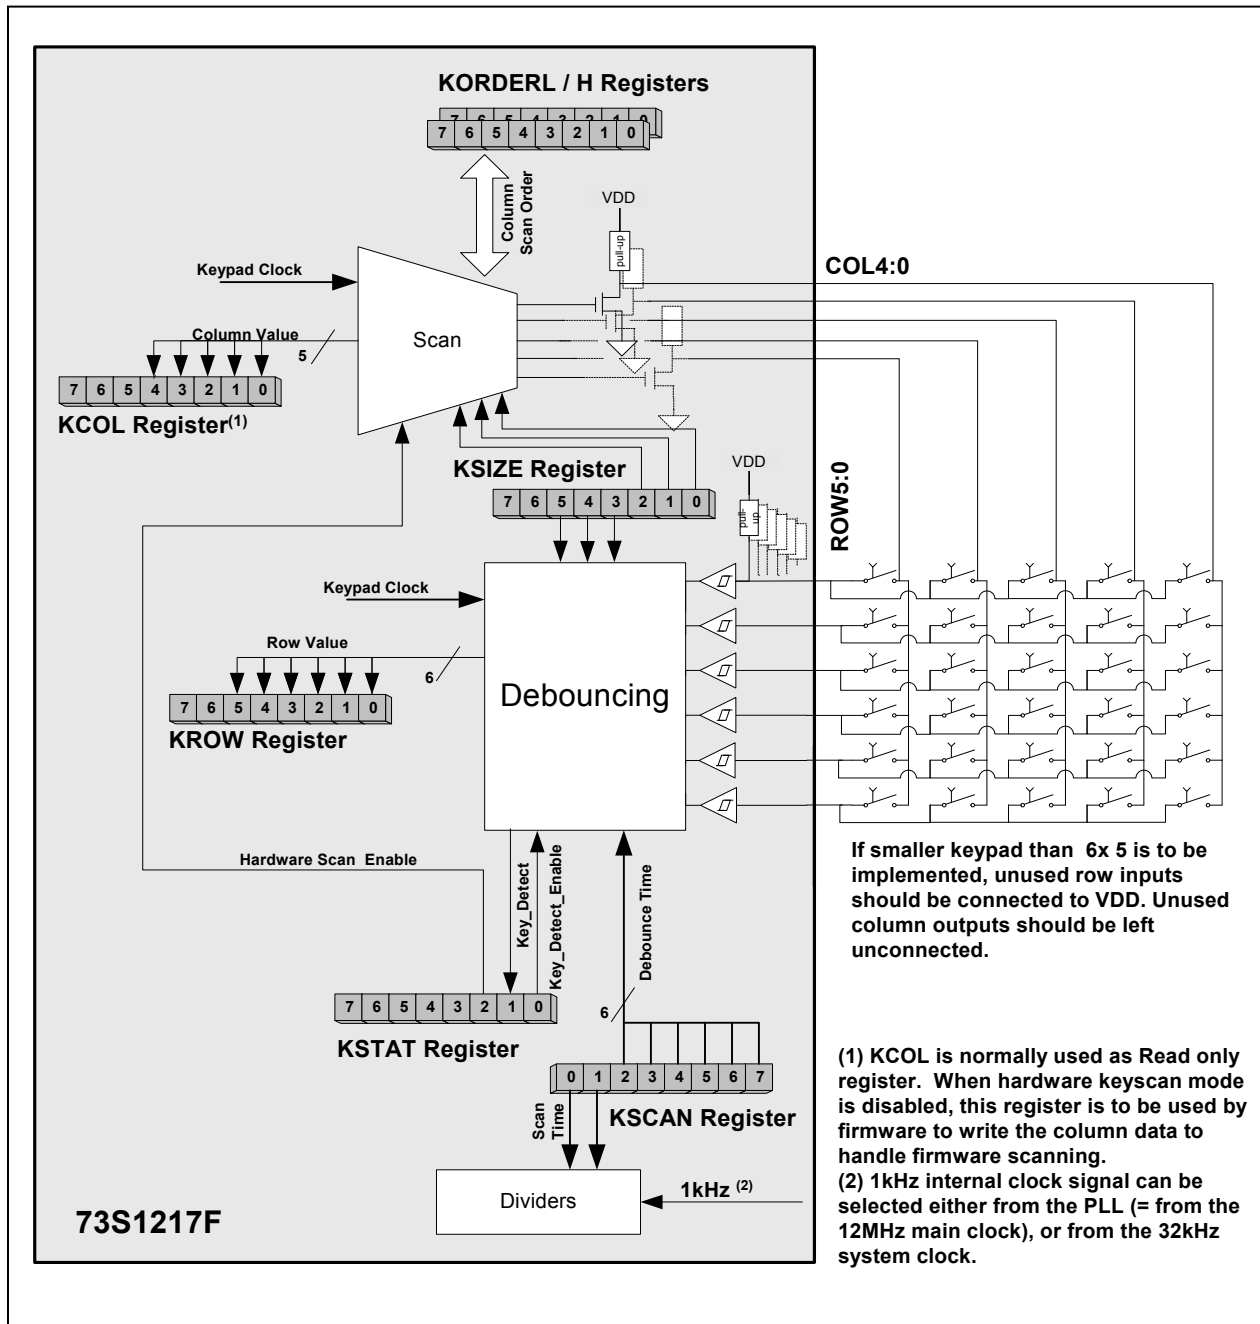 KORDERL / H Registers
7 6 5 4 3 2 1 0
7 6 5 4 3 2 1 0
Column
Scan Order
VDD
pull-up
COL4:0
Keypad Clock
Scan
Column Value
5
7 6 5 4 3 2 1 0
KCOL Register(1)
KSIZE Register
7 6 5 4 3 2 1 0
VDD
pull-
up
ROW5:0
Keypad Clock
Row Value
6
7 6 5 4 3 2 1 0
KROW Register
Debouncing
Hardware Scan Enable
Key_Detect
Key_Detect_Enable
Debounce Time
6
7 6 5 4 3 2 1 0
KSTAT Register
0 1 2 3 4 5 6 7
KSCAN Register
Scan
Time
Dividers
1kHz (2)
73S1217F
If smaller keypad than 6x 5 is to be
implemented, unused row inputs
should be connected to VDD. Unused
column outputs should be left
unconnected.
(1) KCOL is normally used as Read only
register. When hardware keyscan mode
is disabled, this register is to be used by
firmware to write the column data to
handle firmware scanning.
(2) 1kHz internal clock signal can be
selected either from the PLL (= from the
12MHz main clock), or from the 32kHz
system clock.